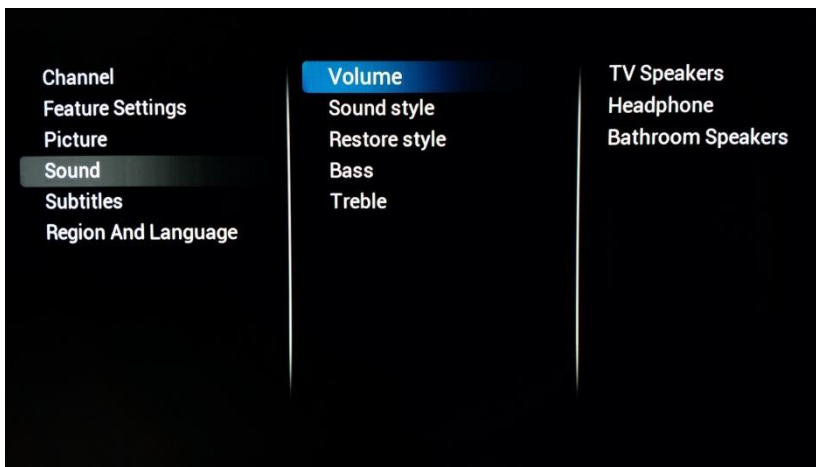 Channel
Feature Settings
Picture
Sound
Subtitles
Region And Language
Volume
Sound style
Restore style
Bass
Treble
TV Speakers
Headphone
Bathroom Speakers